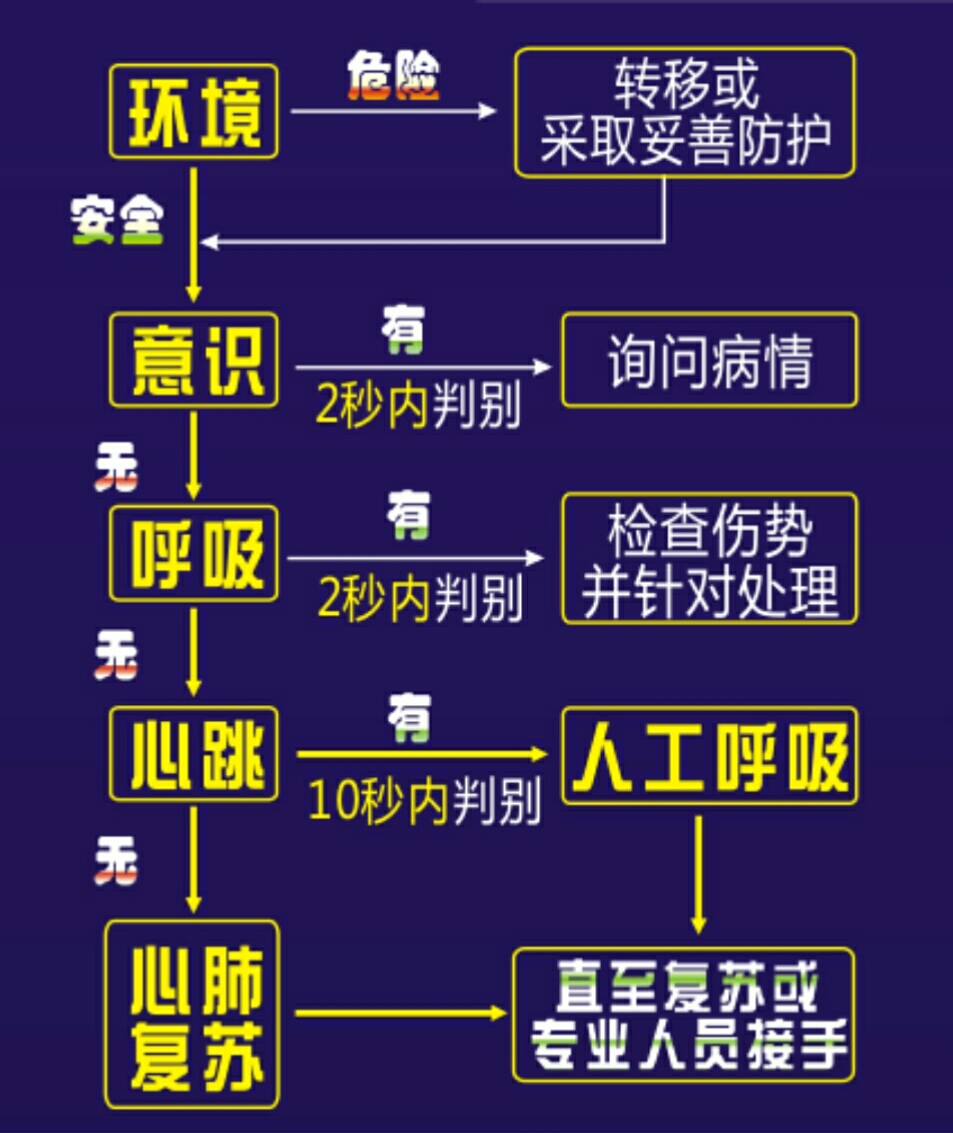 环境
危险
转移或
采取妥善防护
安全
意识
有
2秒内判别
询问病情
无
呼吸
有
2秒内判别
检查伤势
并针对处理
无
心跳
有
10秒内判别
人工呼吸
无
心肺
复苏
直至复苏或
专业人员接手